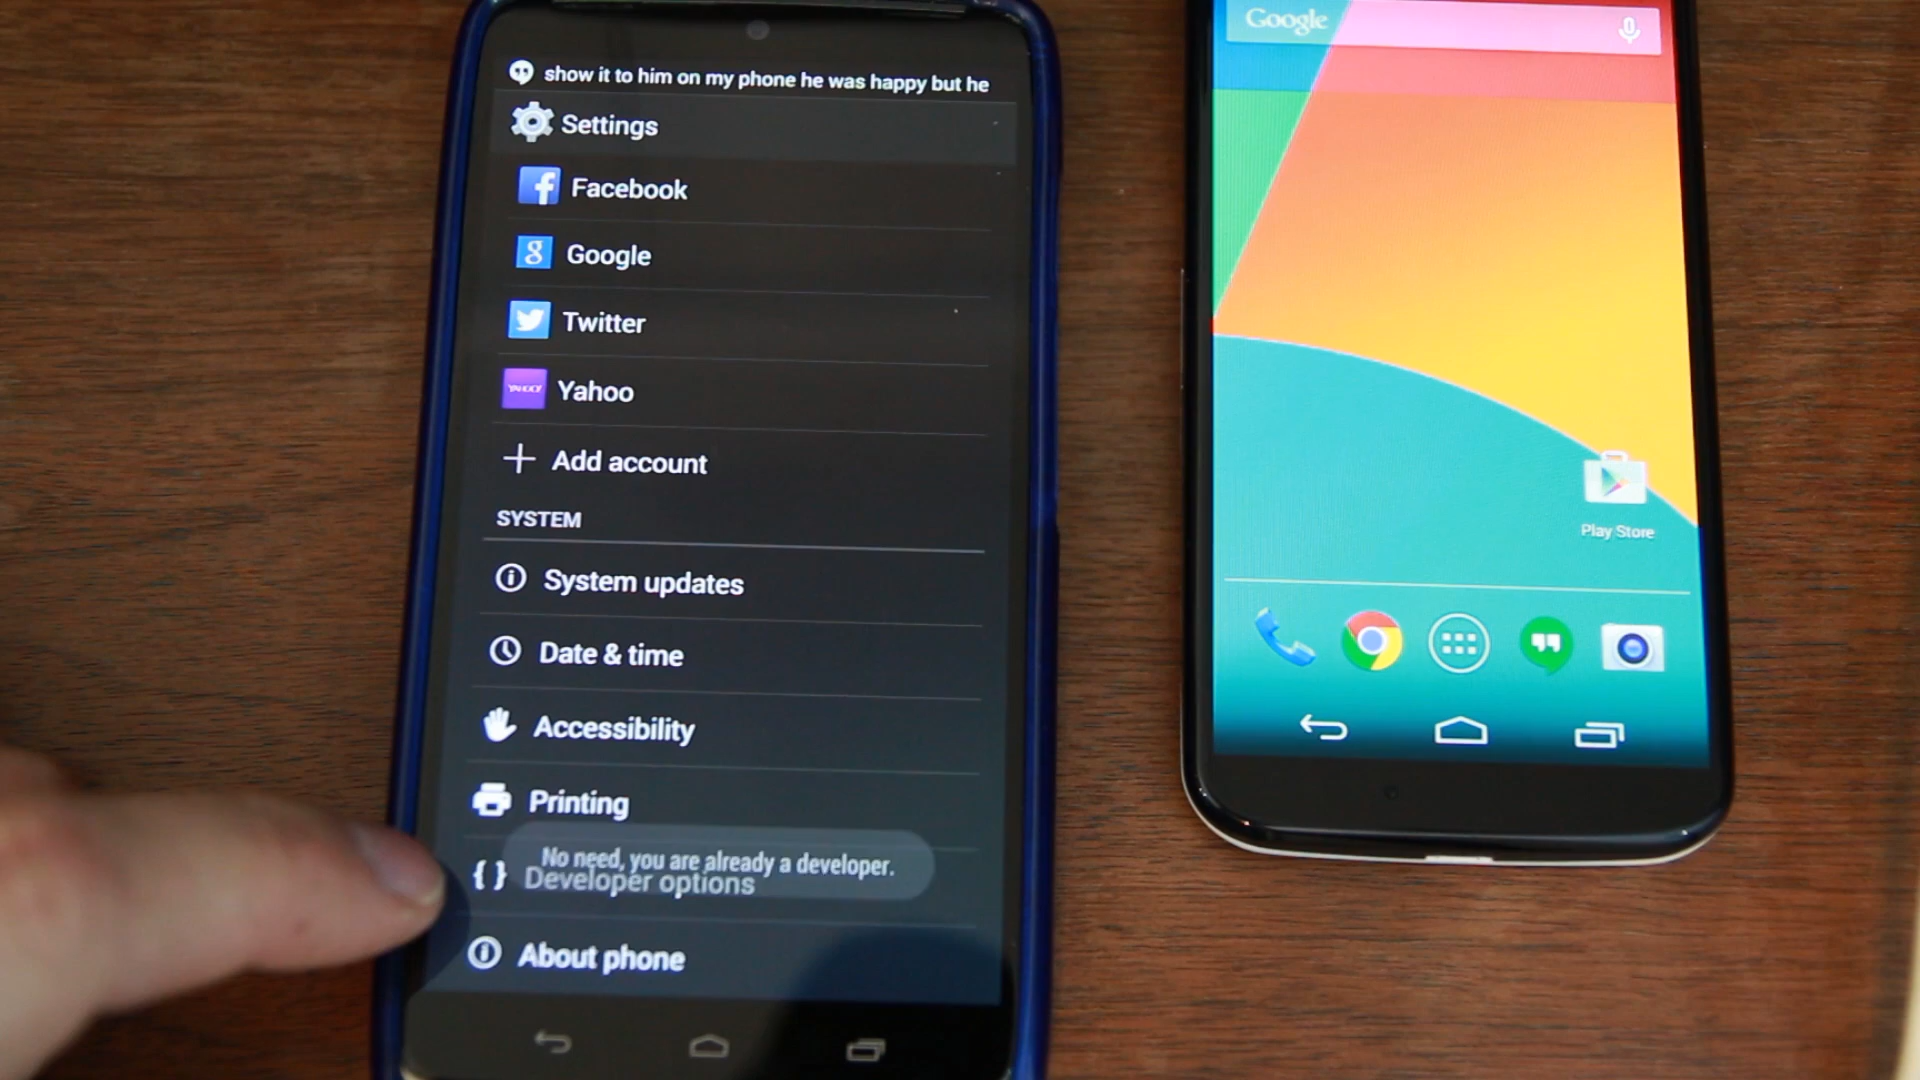 show it to him on my phone he was happy but he
Settings
Facebook
Google
Twitter
YAHOO!
Yahoo
Add account
SYSTEM
System updates
Date & time
Accessibility
Printing
No need, you are already a developer.
Developer options
About phone
Google
Play Store